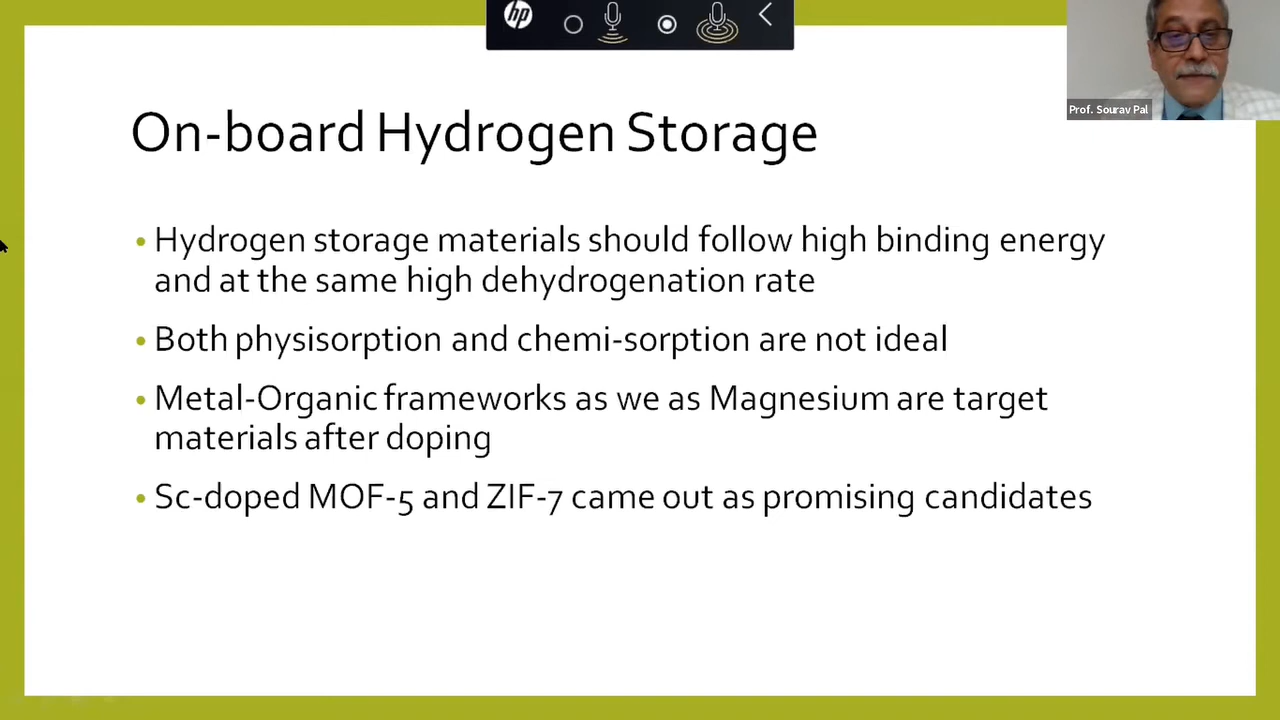 hp
Prof. Sourav Pal
On-board Hydrogen Storage
• Hydrogen storage materials should follow high binding energy
and at the same high dehydrogenation rate
• Both physisorption and chemi-sorption are not ideal
• Metal-Organic frameworks as we as Magnesium are target
materials after doping
• Sc-doped MOF-5 and ZIF-7 came out as promising candidates